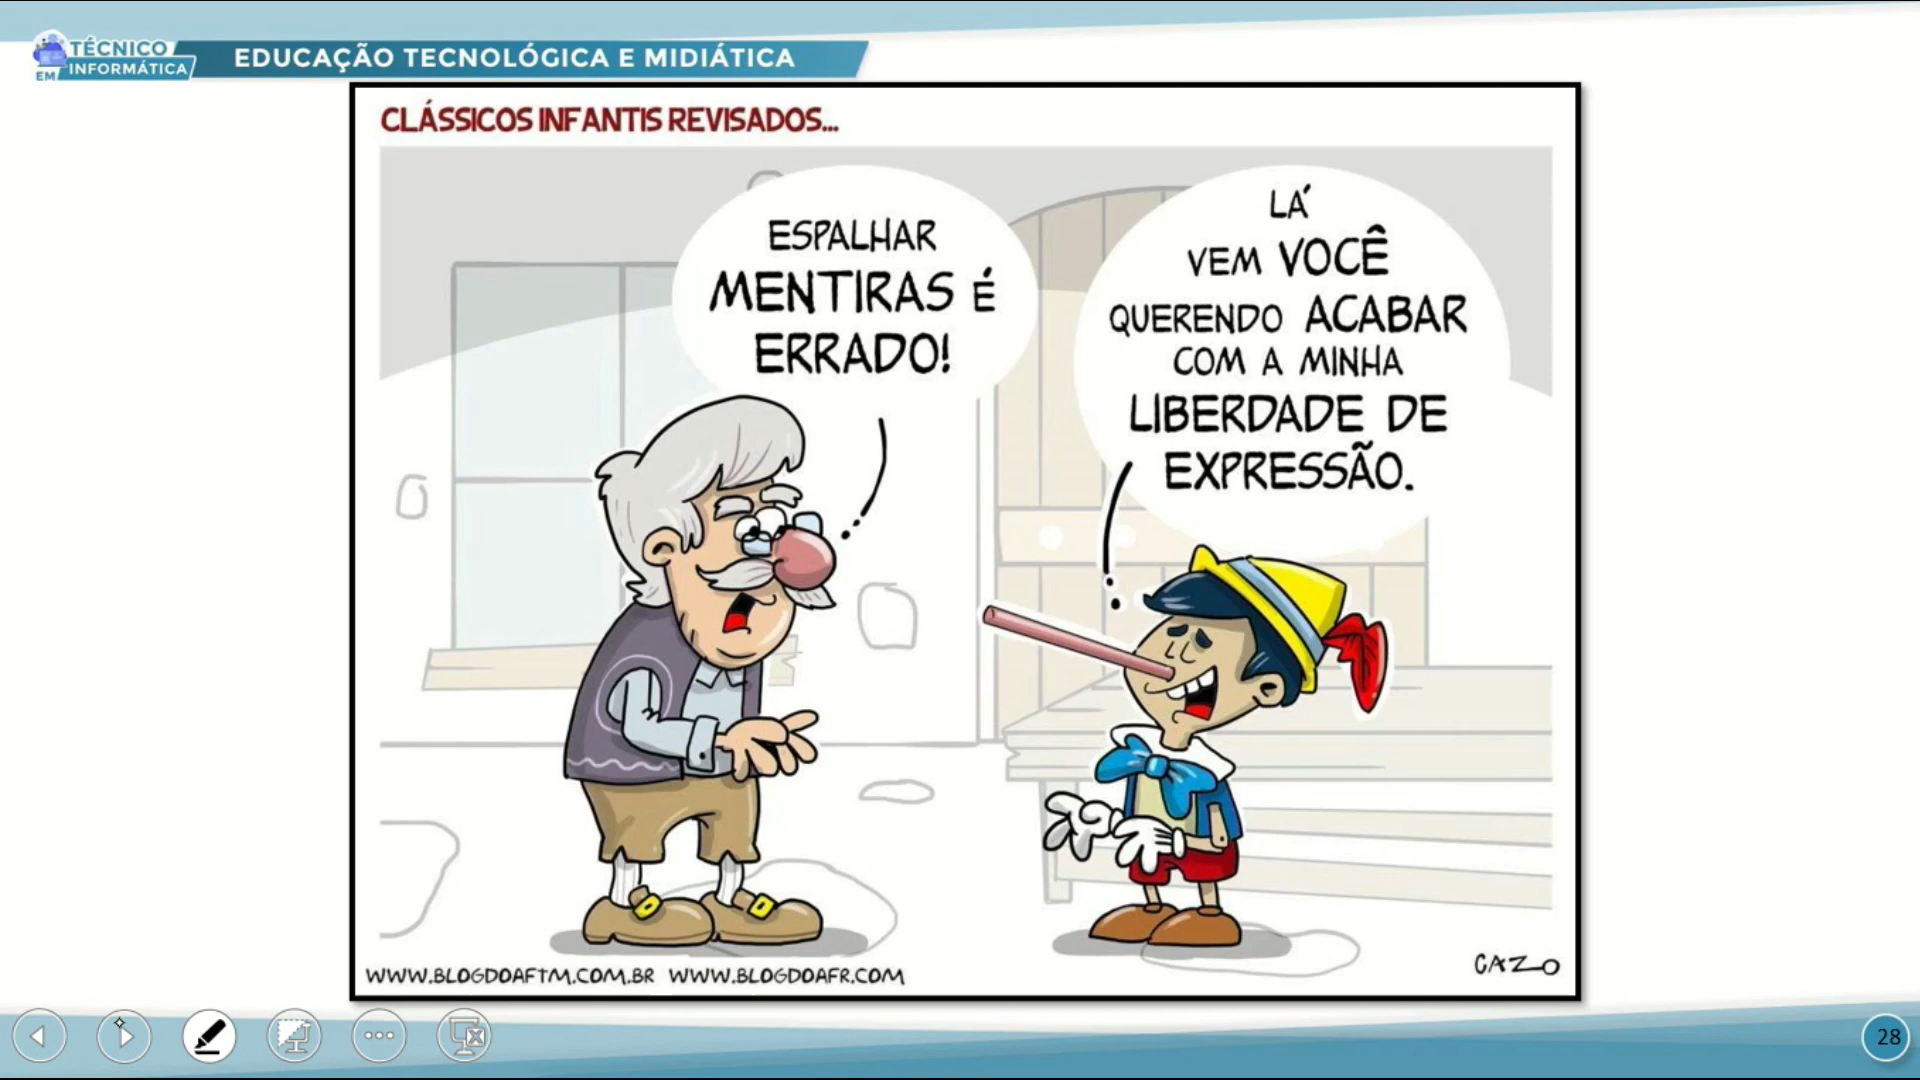 TÉCNICO
EM INFORMÁTICA
EDUCAÇÃO TECNOLÓGICA E MIDIÁTICA
CLÁSSICOS INFANTIS REVISADOS...
ESPALHAR
MENTIRAS É
ERRADO!
LÁ
VEM VOCÊ
QUERENDO ACABAR
COM A MINHA
LIBERDADE DE
EXPRESSÃO.
WWW.BLOGDOAFTM.COM.BR WWW.BLOGDOAFR.COM
CAZO
28